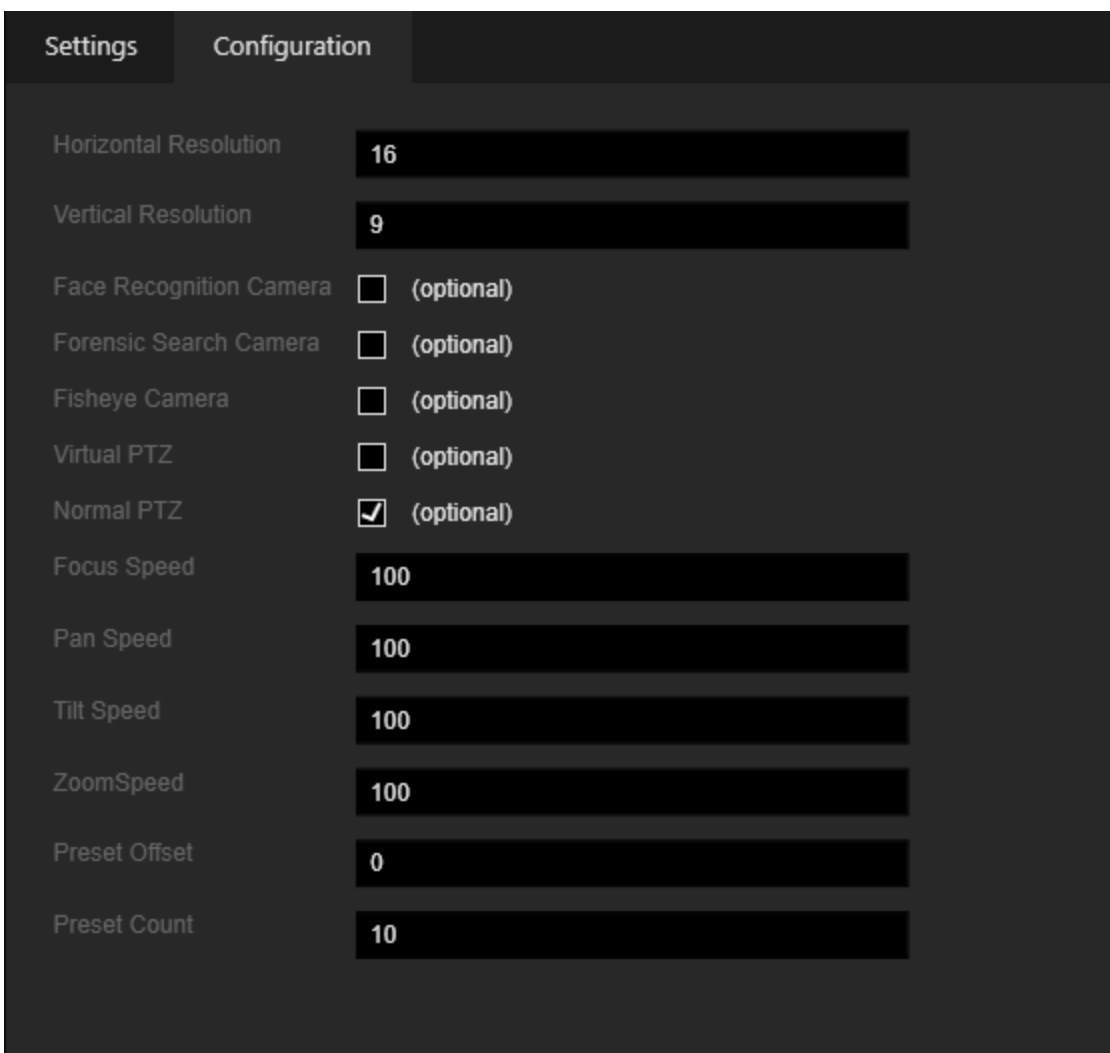 Settings Configuration
Horizontal Resolution 16
Vertical Resolution 9
Face Recognition Camera (optional)
Forensic Search Camera (optional)
Fisheye Camera (optional)
Virtual PTZ (optional)
Normal PTZ (optional)
Focus Speed 100
Pan Speed 100
Tilt Speed 100
ZoomSpeed 100
Preset Offset 0
Preset Count 10